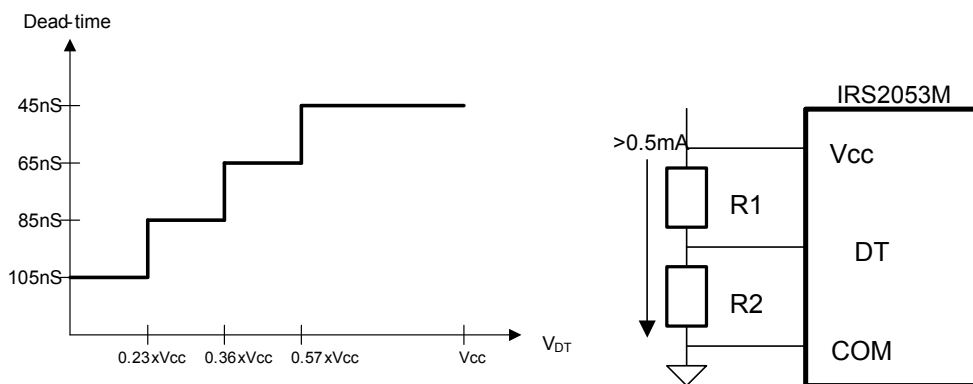 Dead-time
45nS
65nS
85nS
105nS
0.23xVcc
0.36xVcc
0.57xVcc
Vcc
VDT
IRS2053M
>0.5mA
Vcc
R1
DT
R2
COM